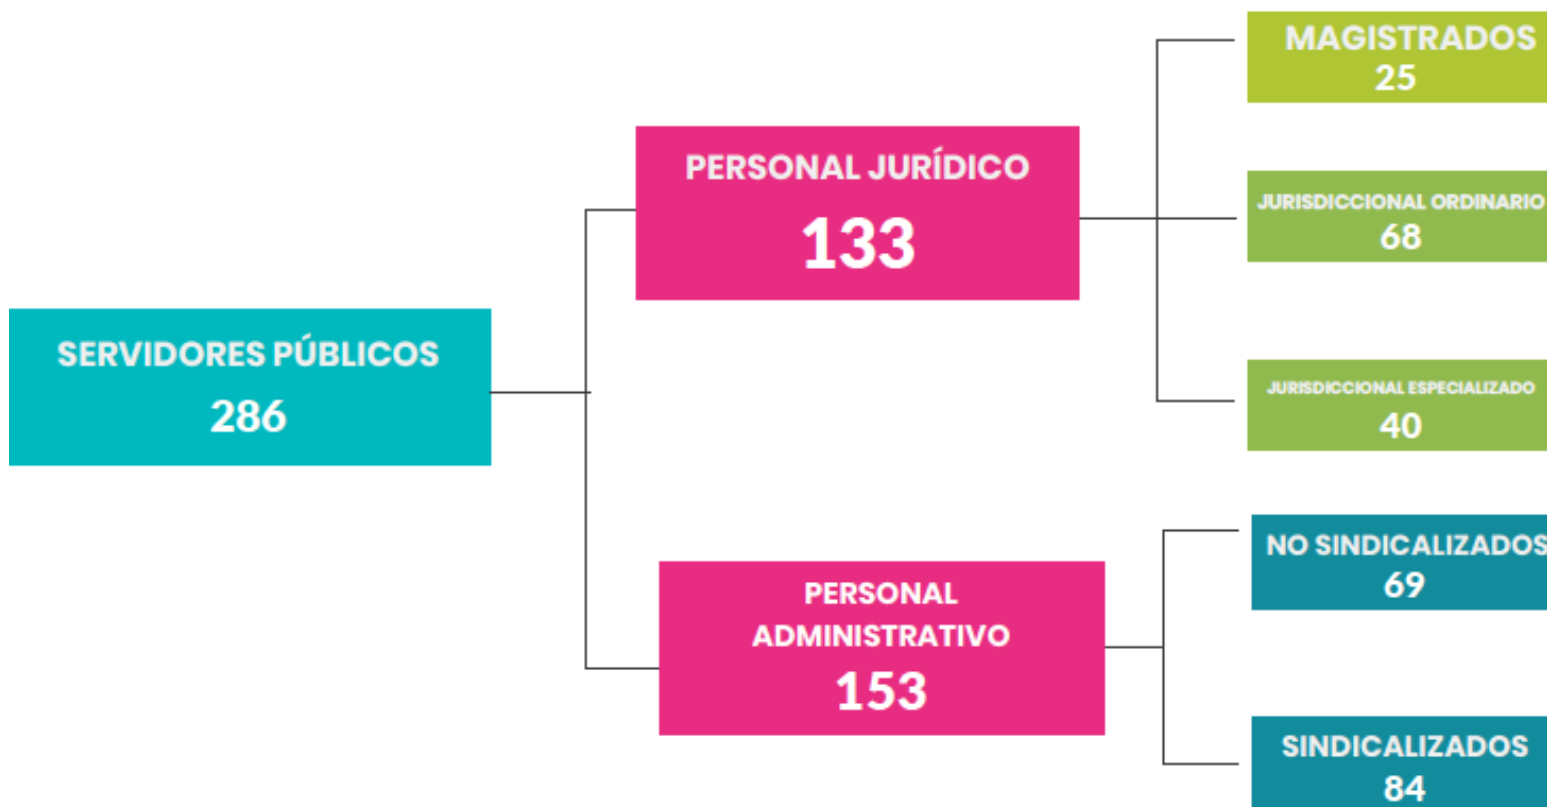 SERVIDORES PÚBLICOS
286
PERSONAL JURÍDICO
133
MAGISTRADOS
25
JURISDICCIONAL ORDINARIO
68
JURISDICCIONAL ESPECIALIZADO
40
PERSONAL
ADMINISTRATIVO
153
NO SINDICALIZADOS
69
SINDICALIZADOS
84